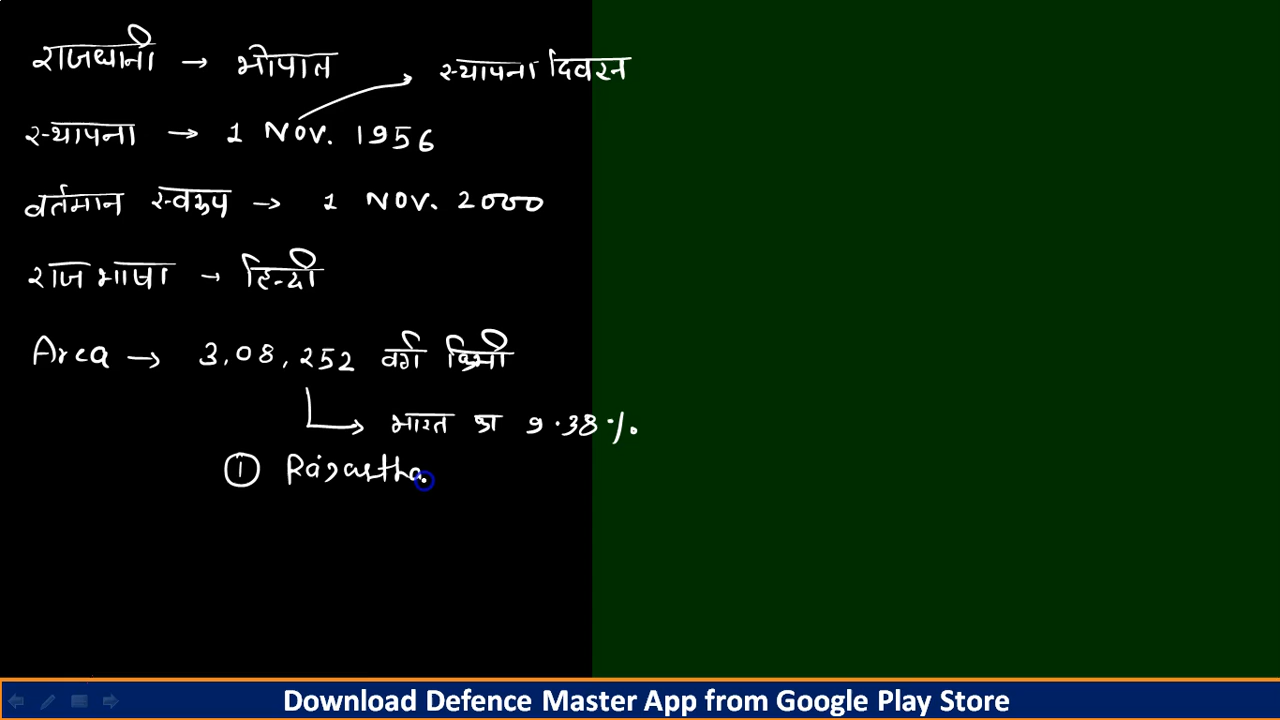 राजधानी → भोपाल → स्थापना दिवस
स्थापना → 1 Nov. 1956
वर्तमान स्वरूप → 1 Nov. 2000
राज भाषा → हिन्दी
Area → 3,08,252 वर्ग किमी
→ भारत का 9.38%.
① Rajastha
Download Defence Master App from Google Play Store